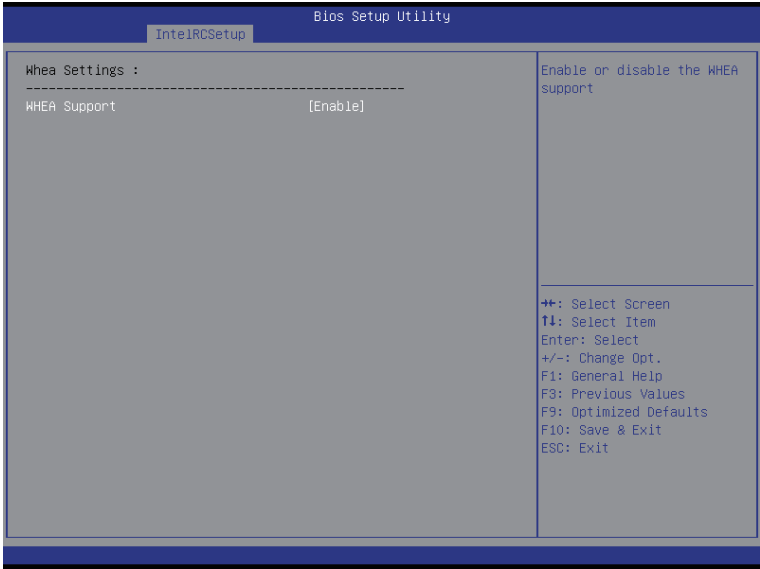 Bios Setup Utility
IntelRCSetup
Whea Settings :
--------------------------------------------------
WHEA Support [Enable]
Enable or disable the WHEA
support
→←: Select Screen
↑↓: Select Item
Enter: Select
+/-: Change Opt.
F1: General Help
F3: Previous Values
F9: Optimized Defaults
F10: Save & Exit
ESC: Exit